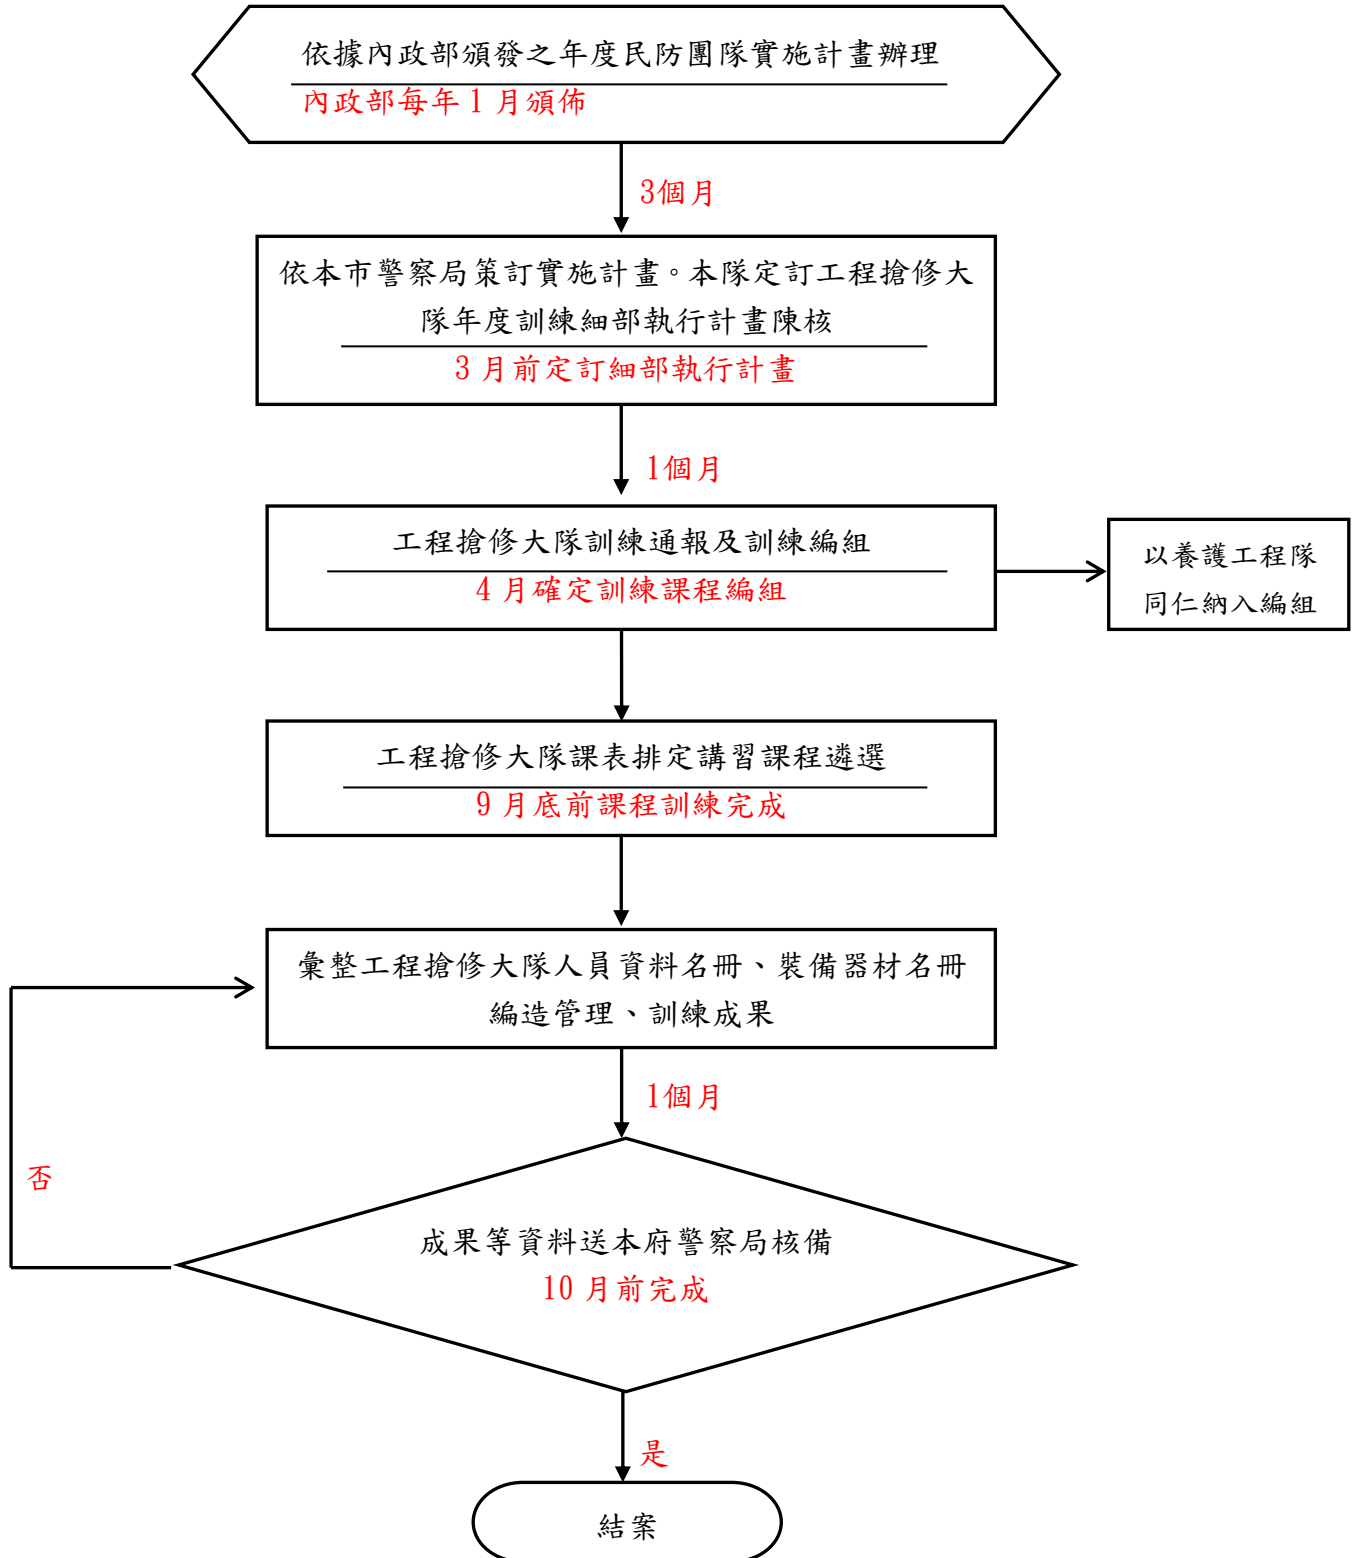 依據內政部頒發之年度民防團隊實施計畫辦理
內政部每年1月頒佈
3個月
依本市警察局策訂實施計畫。本隊定訂工程搶修大
隊年度訓練細部執行計畫陳核
3月前定訂細部執行計畫
1個月
工程搶修大隊訓練通報及訓練編組
4月確定訓練課程編組
以養護工程隊
同仁納入編組
工程搶修大隊課表排定講習課程遴選
9月底前課程訓練完成
彙整工程搶修大隊人員資料名冊、裝備器材名冊
編造管理、訓練成果
1個月
否
成果等資料送本府警察局核備
10月前完成
是
結案